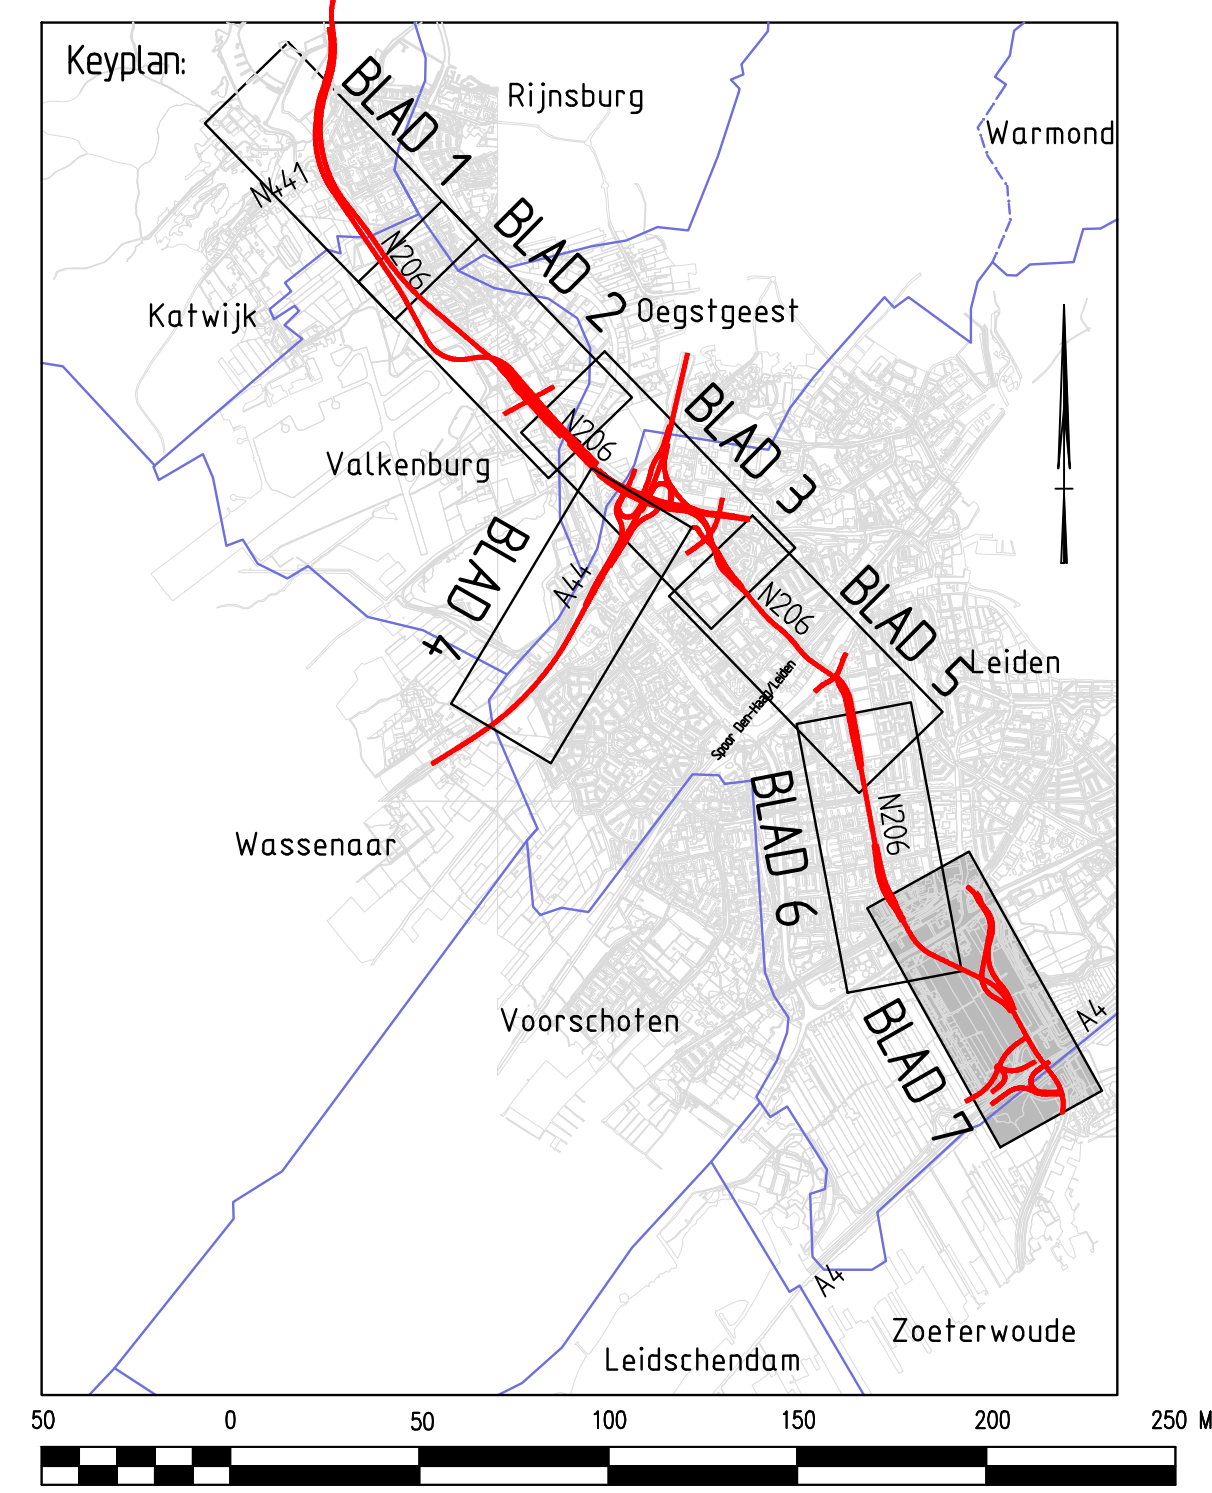 Keyplan:
BLAD 1
Rijnsburg
Warmond
N441
BLAD 2
N206
Katwijk
Oegstgeest
BLAD 3
N206
Valkenburg
BLAD 4
A44
N206
BLAD 5
Leiden
Spoor Den-Haag/Leiden
BLAD 6
N206
Wassenaar
Voorschoten
BLAD 7
A4
A4
Zoeterwoude
Leidschendam
50 0 50 100 150 200 250 M